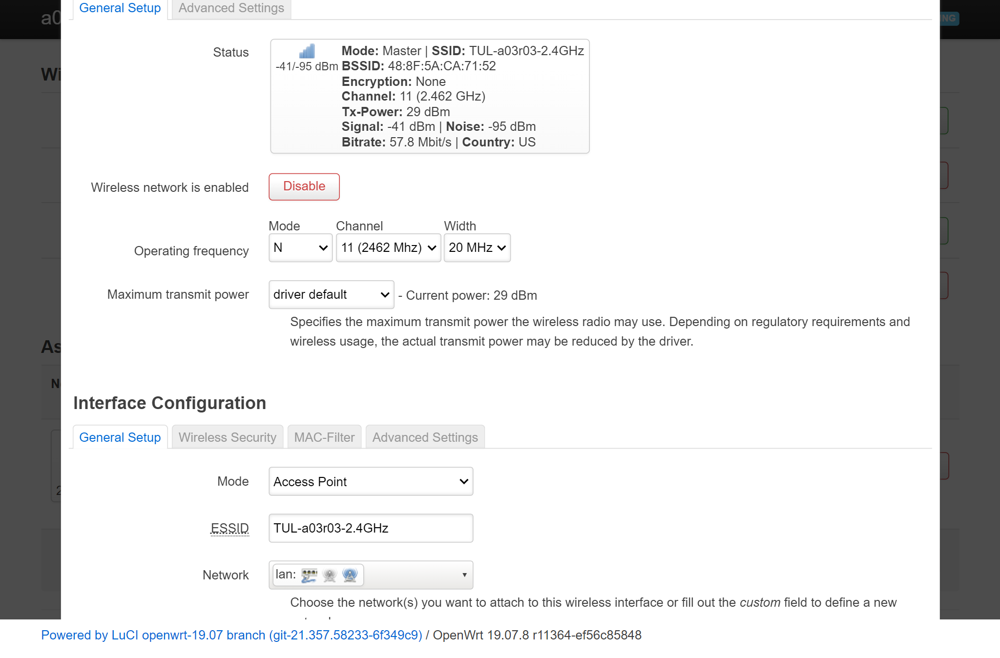 General Setup Advanced Settings
a0
NG
Status
-41/-95 dBm
Mode: Master | SSID: TUL-a03r03-2.4GHz
BSSID: 48:8F:5A:CA:71:52
Encryption: None
Channel: 11 (2.462 GHz)
Tx-Power: 29 dBm
Signal: -41 dBm | Noise: -95 dBm
Bitrate: 57.8 Mbit/s | Country: US
Wi
Wireless network is enabled Disable
Mode Channel Width
Operating frequency N 11 (2462 Mhz) 20 MHz
Maximum transmit power driver default - Current power: 29 dBm
Specifies the maximum transmit power the wireless radio may use. Depending on regulatory requirements and
wireless usage, the actual transmit power may be reduced by the driver.
As
N
Interface Configuration
General Setup Wireless Security MAC-Filter Advanced Settings
Mode Access Point
2
ESSID TUL-a03r03-2.4GHz
Network lan:
Choose the network(s) you want to attach to this wireless interface or fill out the custom field to define a new
Powered by LuCI openwrt-19.07 branch (git-21.357.58233-6f349c9) / OpenWrt 19.07.8 r11364-ef56c85848